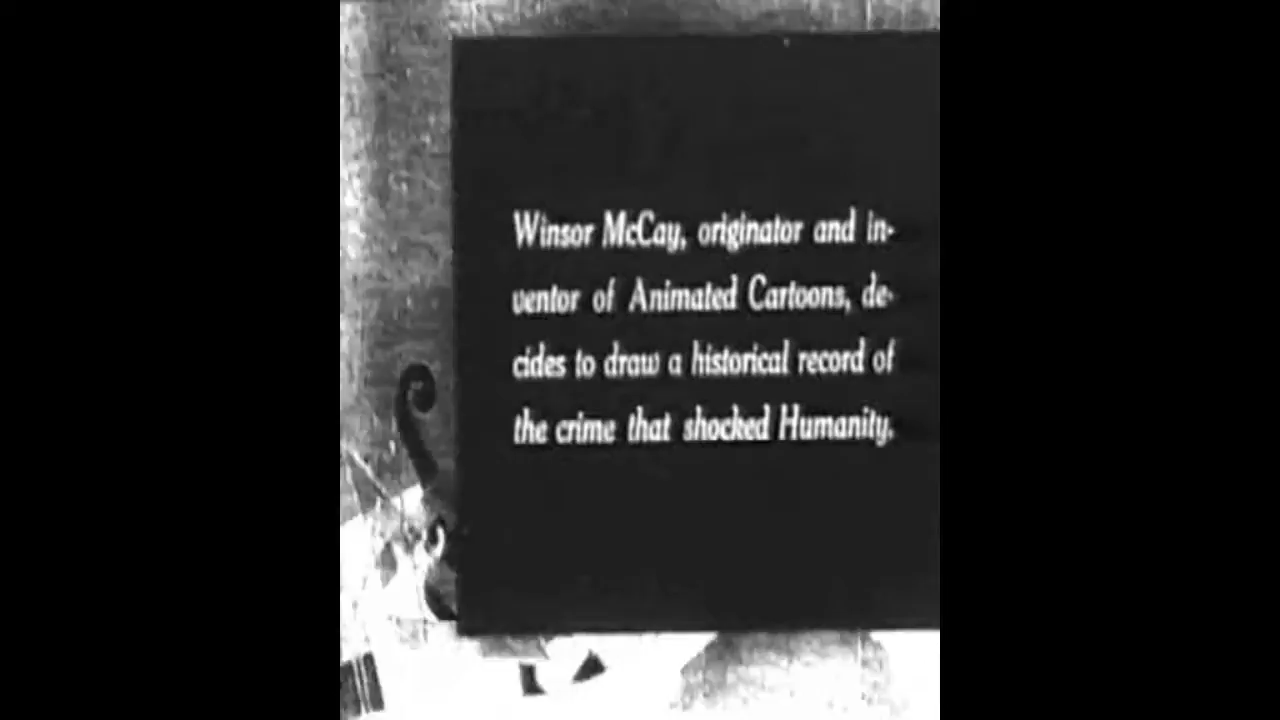 Winsor McCay, originator and in-
ventor of Animated Cartoons, de-
cides to draw a historical record of
the crime that shocked Humanity.